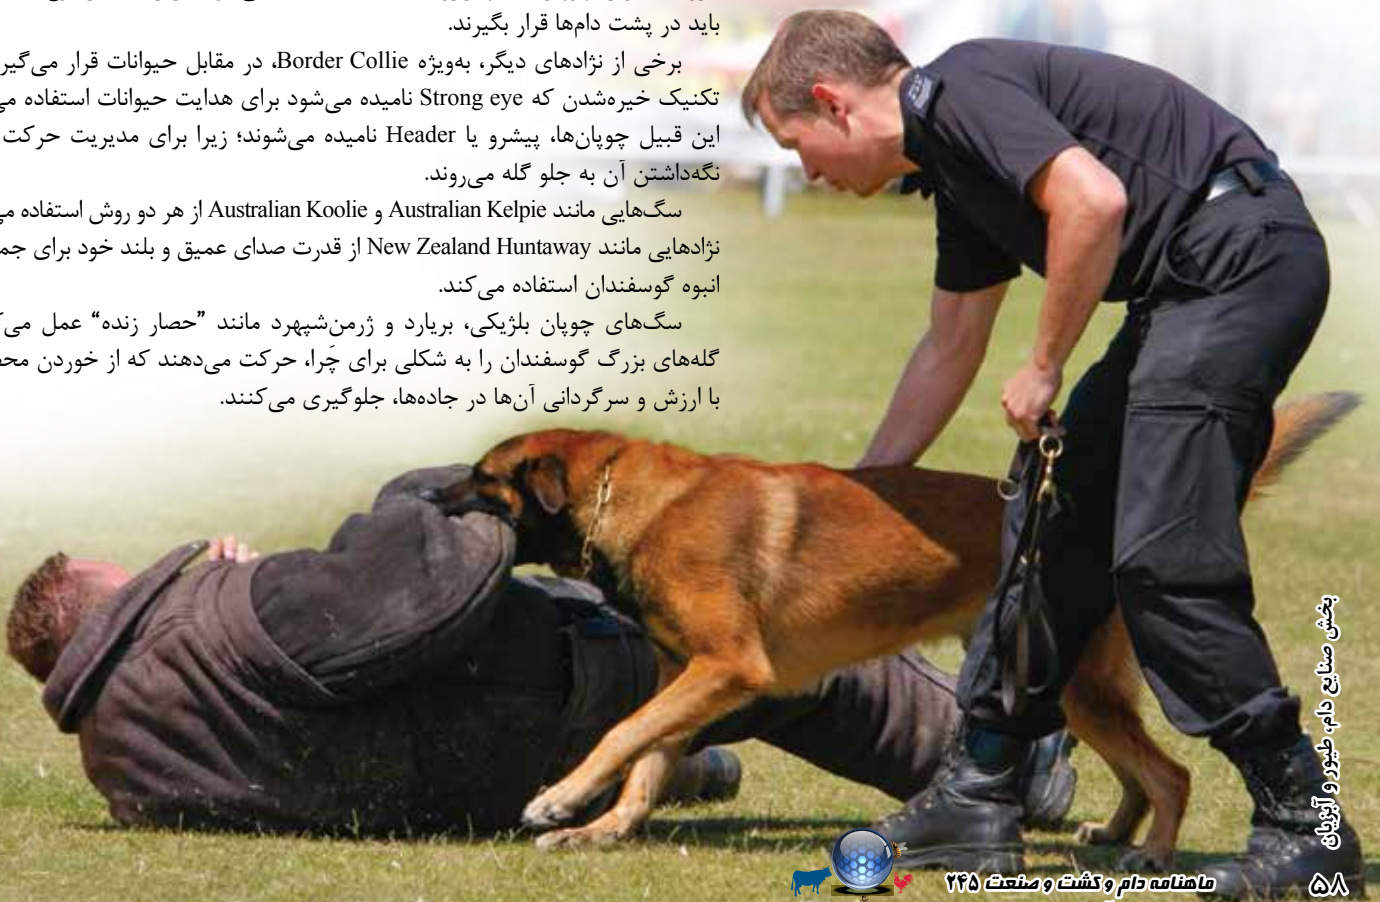 باید در پشت دام‌ها قرار بگیرند.
برخی از نژادهای دیگر، به‌ویژه Border Collie، در مقابل حیوانات قرار می‌گیر
تکنیک خیره‌شدن که Strong eye نامیده می‌شود برای هدایت حیوانات استفاده می
این قبیل چوپان‌ها، پیشرو یا Header نامیده می‌شوند؛ زیرا برای مدیریت حرکت
نگه‌داشتن آن به جلو گله می‌روند.
سگ‌هایی مانند Australian Kelpie و Australian Koolie از هر دو روش استفاده می
نژادهایی مانند New Zealand Huntaway از قدرت صدای عمیق و بلند خود برای جم
انبوه گوسفندان استفاده می‌کند.
سگ‌های چوپان بلژیکی، بریارد و ژرمن‌شپهرد مانند ”حصار زنده“ عمل می‌ک
گله‌های بزرگ گوسفندان را به شکلی برای چَرا، حرکت می‌دهند که از خوردن مح
با ارزش و سرگردانی آن‌ها در جاده‌ها، جلوگیری می‌کنند.
بخش صنایع دام، طیور و آبزیان
ماهنامه دام و کشت و صنعت ۲۴۵
۵۸